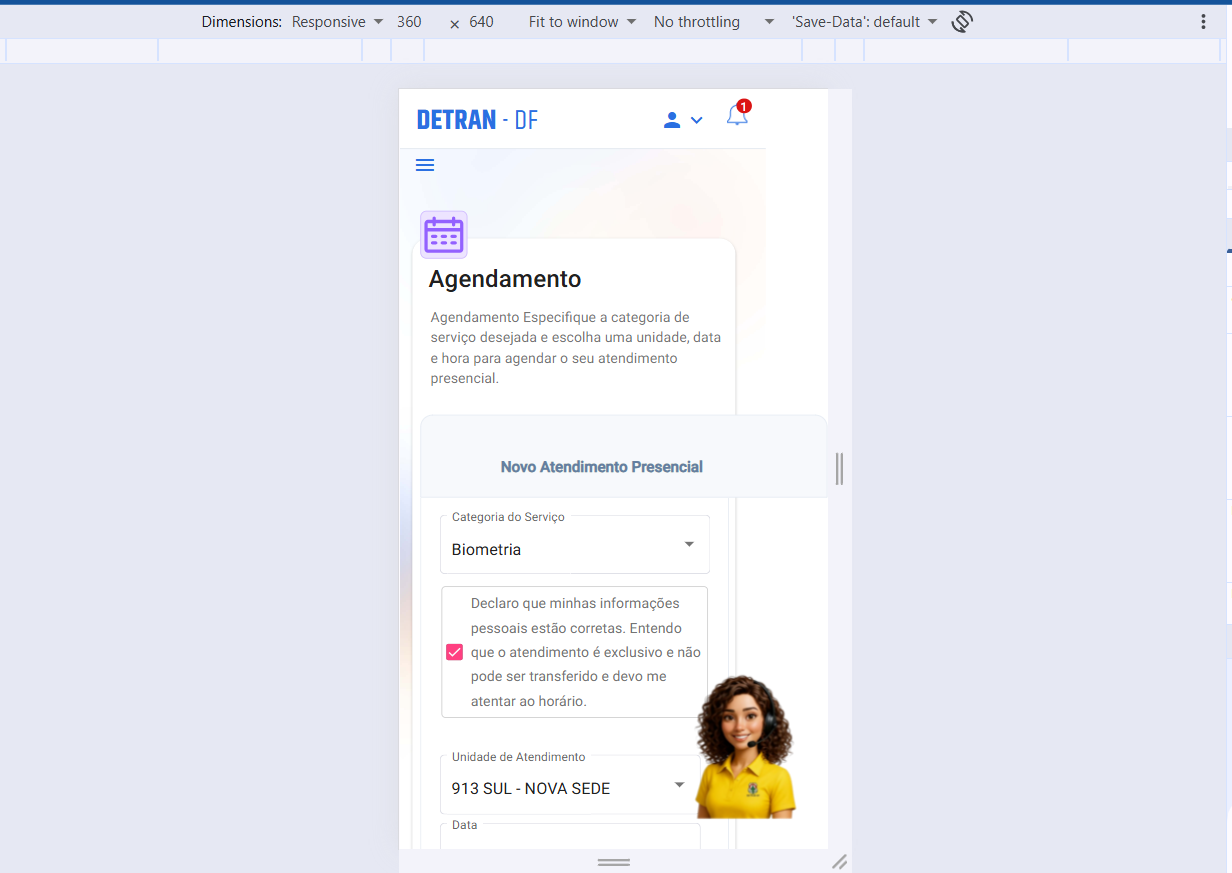 Dimensions: Responsive 360 × 640 Fit to window No throttling 'Save-Data': default
DETRAN - DF
1
Agendamento
Agendamento Especifique a categoria de
serviço desejada e escolha uma unidade, data
e hora para agendar o seu atendimento
presencial.
Novo Atendimento Presencial
Categoria do Serviço
Biometria
Declaro que minhas informações
pessoais estão corretas. Entendo
que o atendimento é exclusivo e não
pode ser transferido e devo me
atentar ao horário.
Unidade de Atendimento
913 SUL - NOVA SEDE
Data